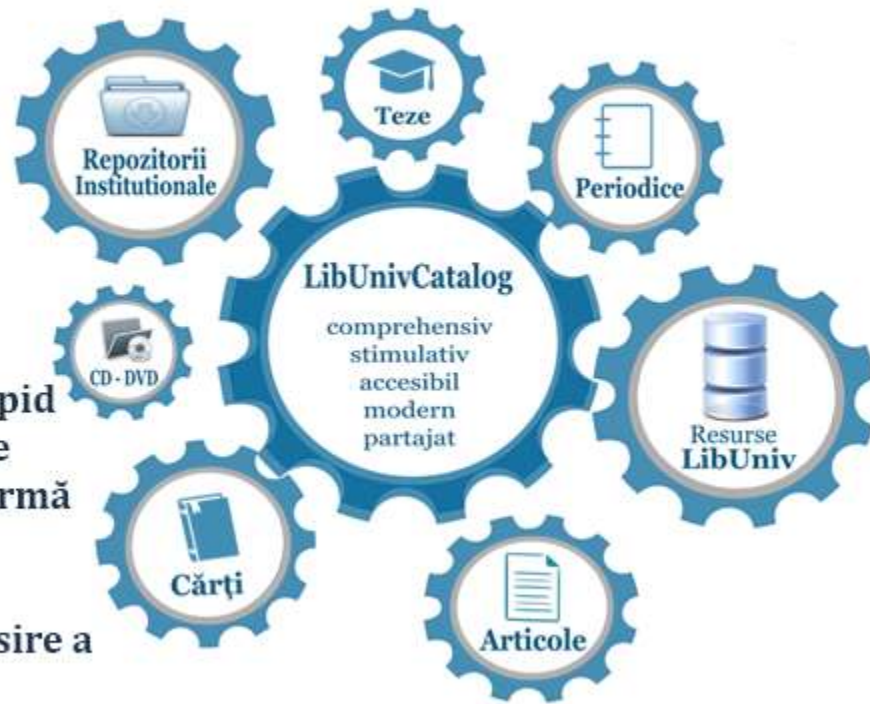 Teze
Repozitorii
Institutionale
Periodice
LibUnivCatalog
comprehensiv
stimulativ
accesibil
modern
partajat
CD - DVD
Resurse
LibUniv
Cărţi
Articole